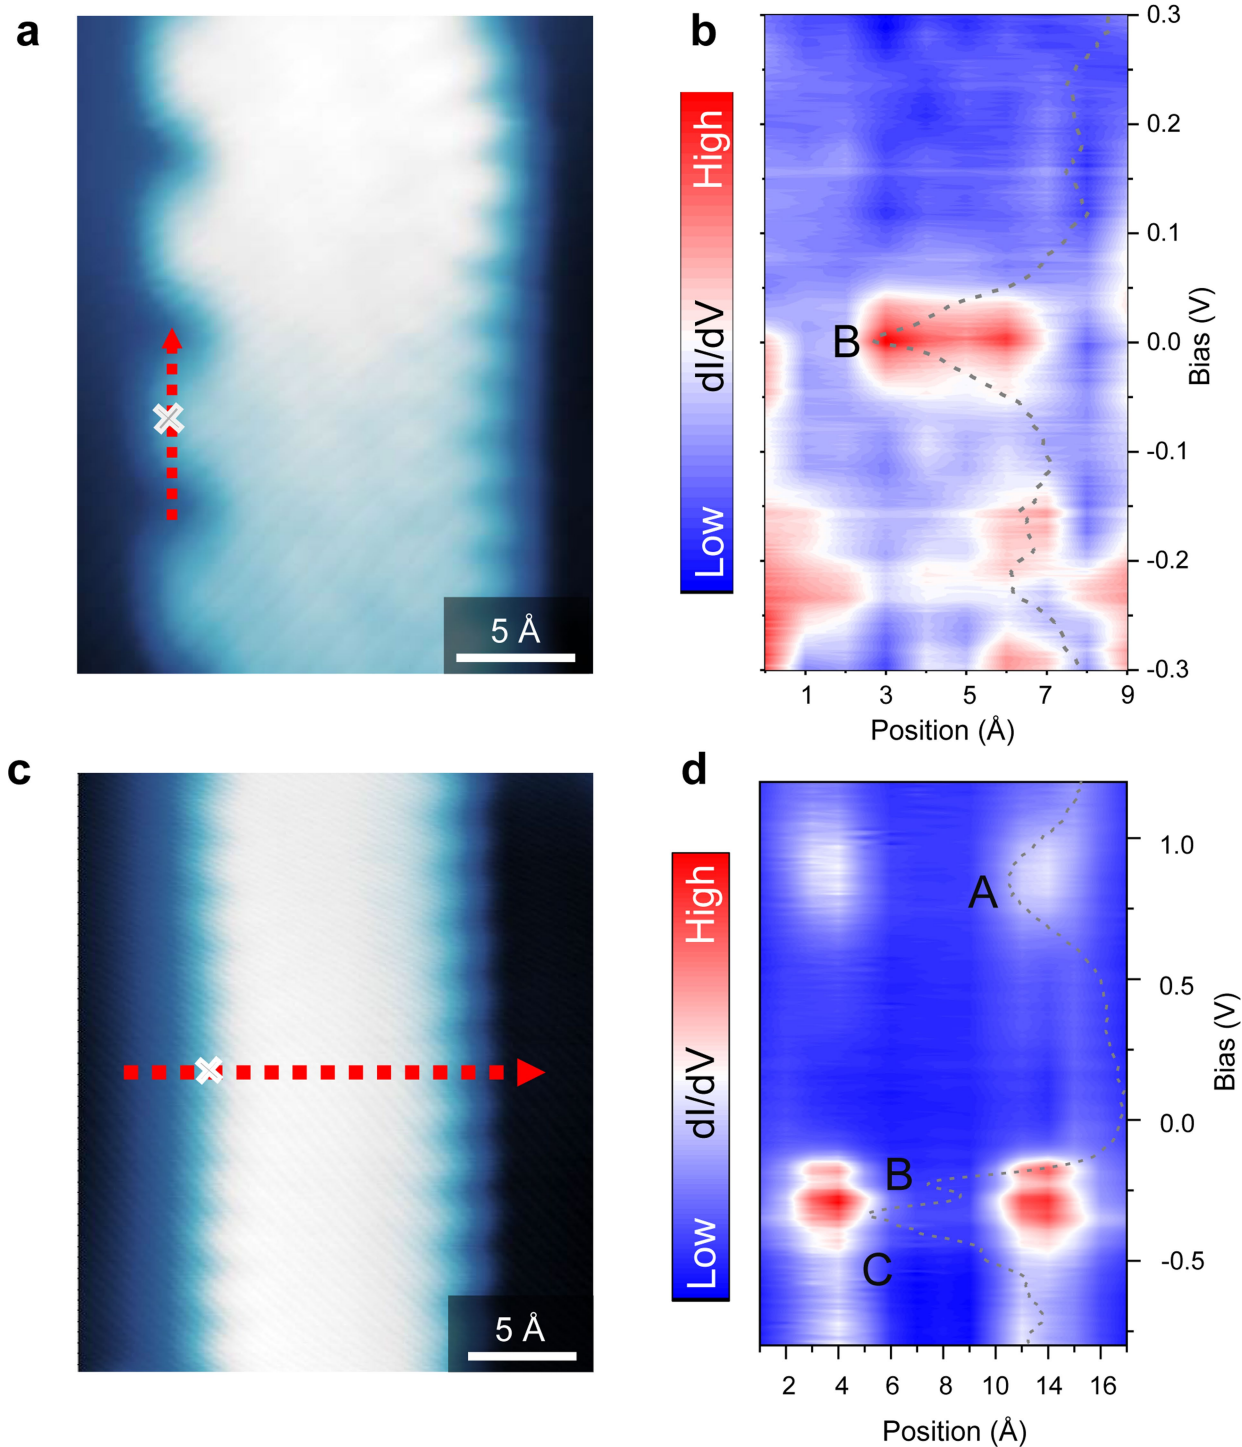 a
5 Å
b
High
dI/dV
Low
B
0.3
0.2
0.1
0.0
-0.1
-0.2
-0.3
Bias (V)
1 3 5 7 9
Position (Å)
c
5 Å
d
High
dI/dV
Low
A
B
C
1.0
0.5
0.0
-0.5
Bias (V)
2 4 6 8 10 14 16
Position (Å)